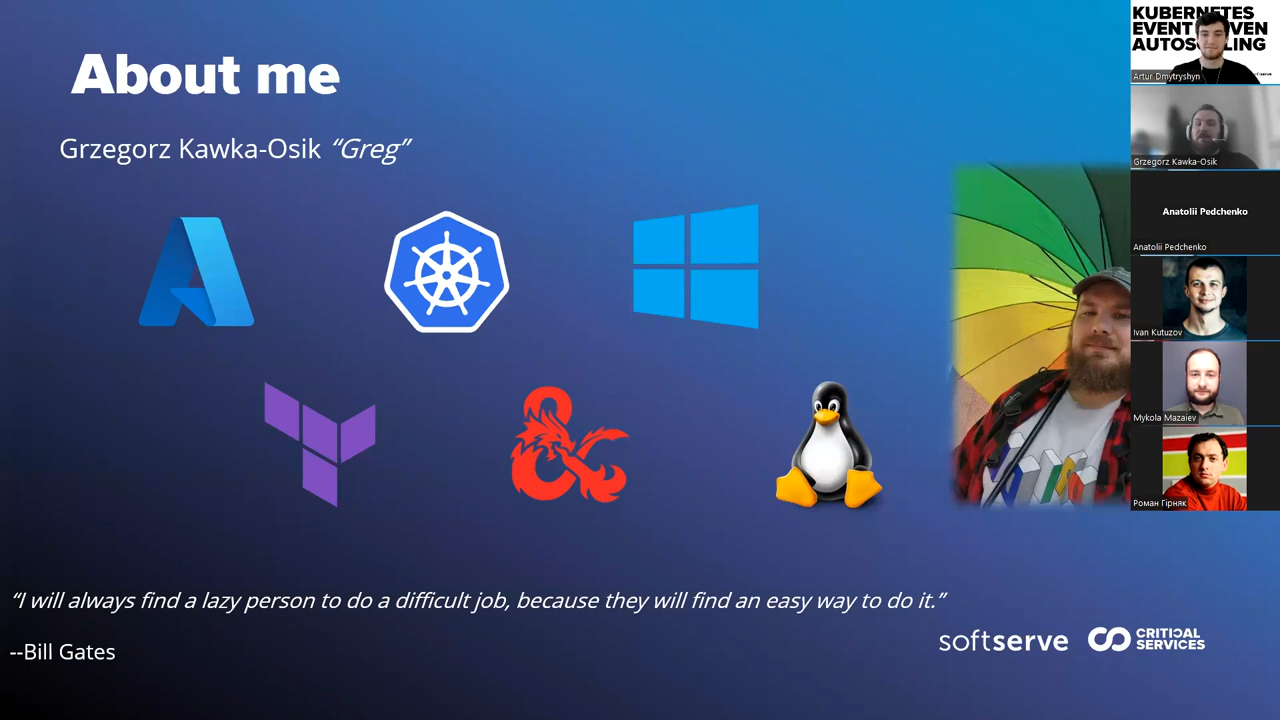 About me
Grzegorz Kawka-Osik “Greg”
“I will always find a lazy person to do a difficult job, because they will find an easy way to do it.”
--Bill Gates
softserve
CRITICAL
SERVICES
KUBERNETES
Artur Dmytryshyn
Grzegorz Kawka-Osik
Anatolii Pedchenko
Anatolii Pedchenko
Ivan Kutuzov
Mykola Mazaiev
Роман Гірняк